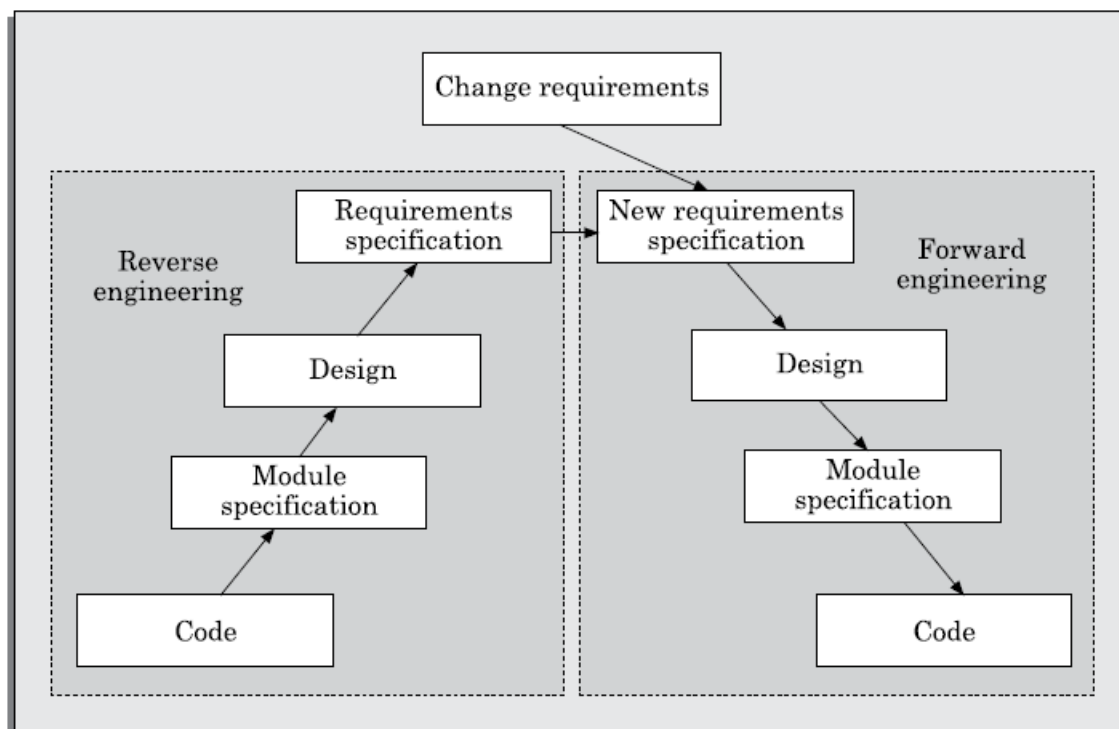 Change requirements
Requirements
specification
New requirements
specification
Reverse
engineering
Forward
engineering
Design
Design
Module
specification
Module
specification
Code
Code